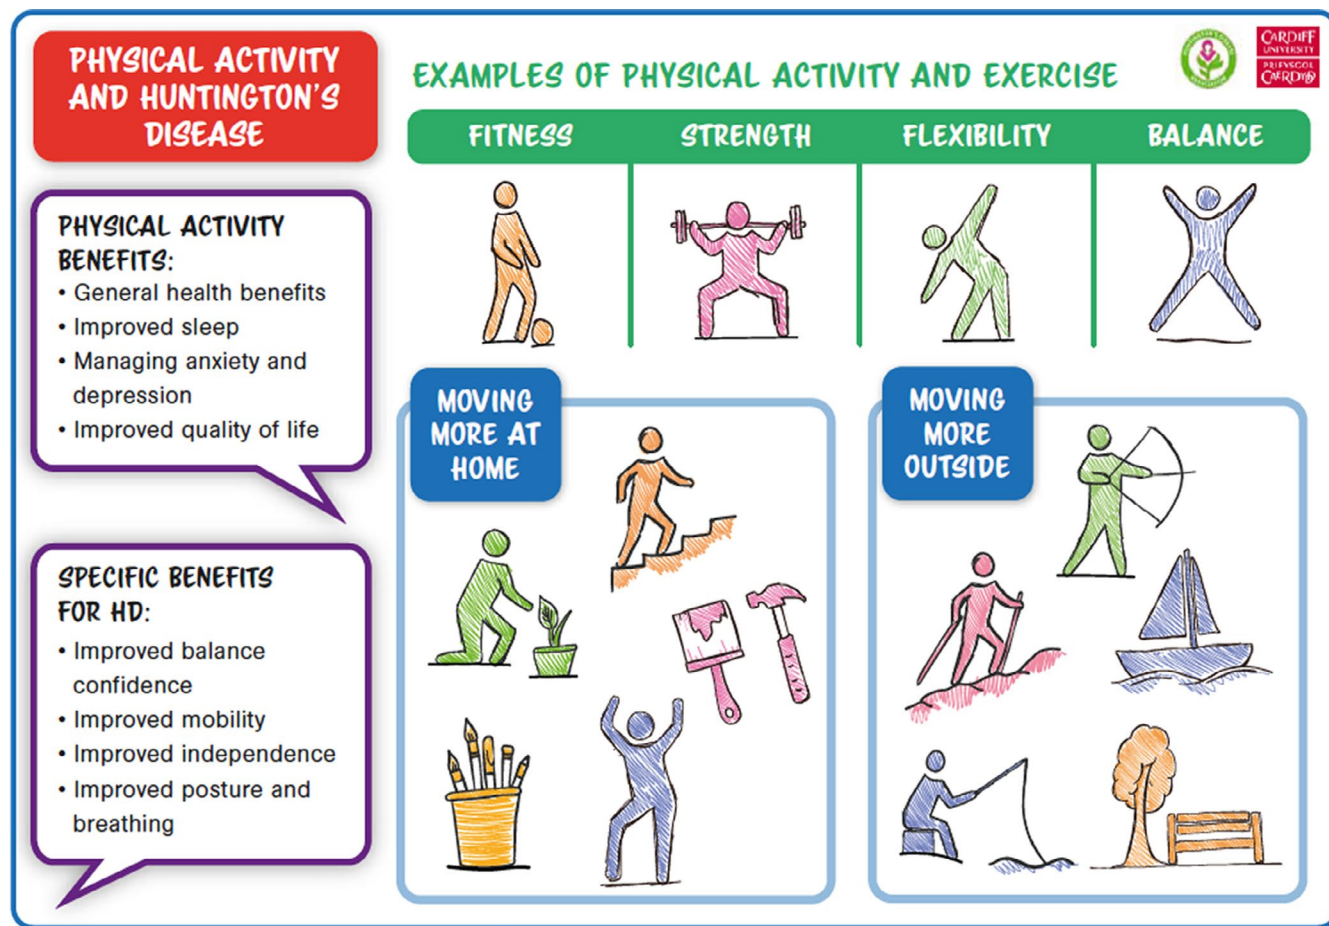 PHYSICAL ACTIVITY
AND HUNTINGTON'S
DISEASE
PHYSICAL ACTIVITY
BENEFITS:
• General health benefits
• Improved sleep
• Managing anxiety and
depression
• Improved quality of life
SPECIFIC BENEFITS
FOR HD:
• Improved balance
confidence
• Improved mobility
• Improved independence
• Improved posture and
breathing
EXAMPLES OF PHYSICAL ACTIVITY AND EXERCISE
CARDIFF
UNIVERSITY
PRIFYSGOL
CAERDYDD
FITNESS
STRENGTH
FLEXIBILITY
BALANCE
MOVING
MORE AT
HOME
MOVING
MORE
OUTSIDE